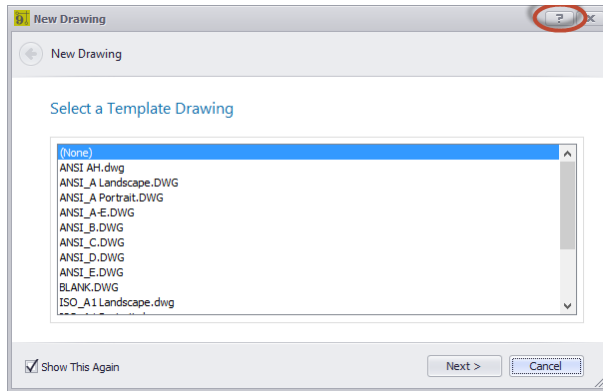 9 New Drawing ?
New Drawing
Select a Template Drawing
(None)
ANSI AH.dwg
ANSI_A Landscape.DWG
ANSI_A Portrait.DWG
ANSI_A-E.DWG
ANSI_B.DWG
ANSI_C.DWG
ANSI_D.DWG
ANSI_E.DWG
BLANK.DWG
ISO_A1 Landscape.dwg
Show This Again Next > Cancel